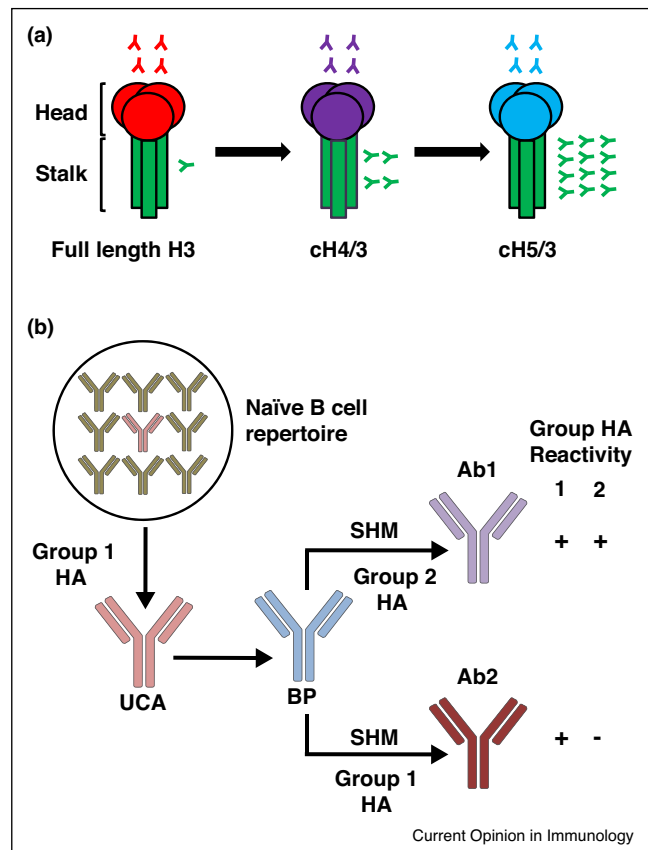 (a)
Head
Stalk
Full length H3
cH4/3
cH5/3
(b)
Naïve B cell
repertoire
Group HA
Reactivity
1 2
Ab1
+ +
SHM
Group 2
HA
Group 1
HA
UCA
BP
Ab2
+ -
SHM
Group 1
HA
Current Opinion in Immunology